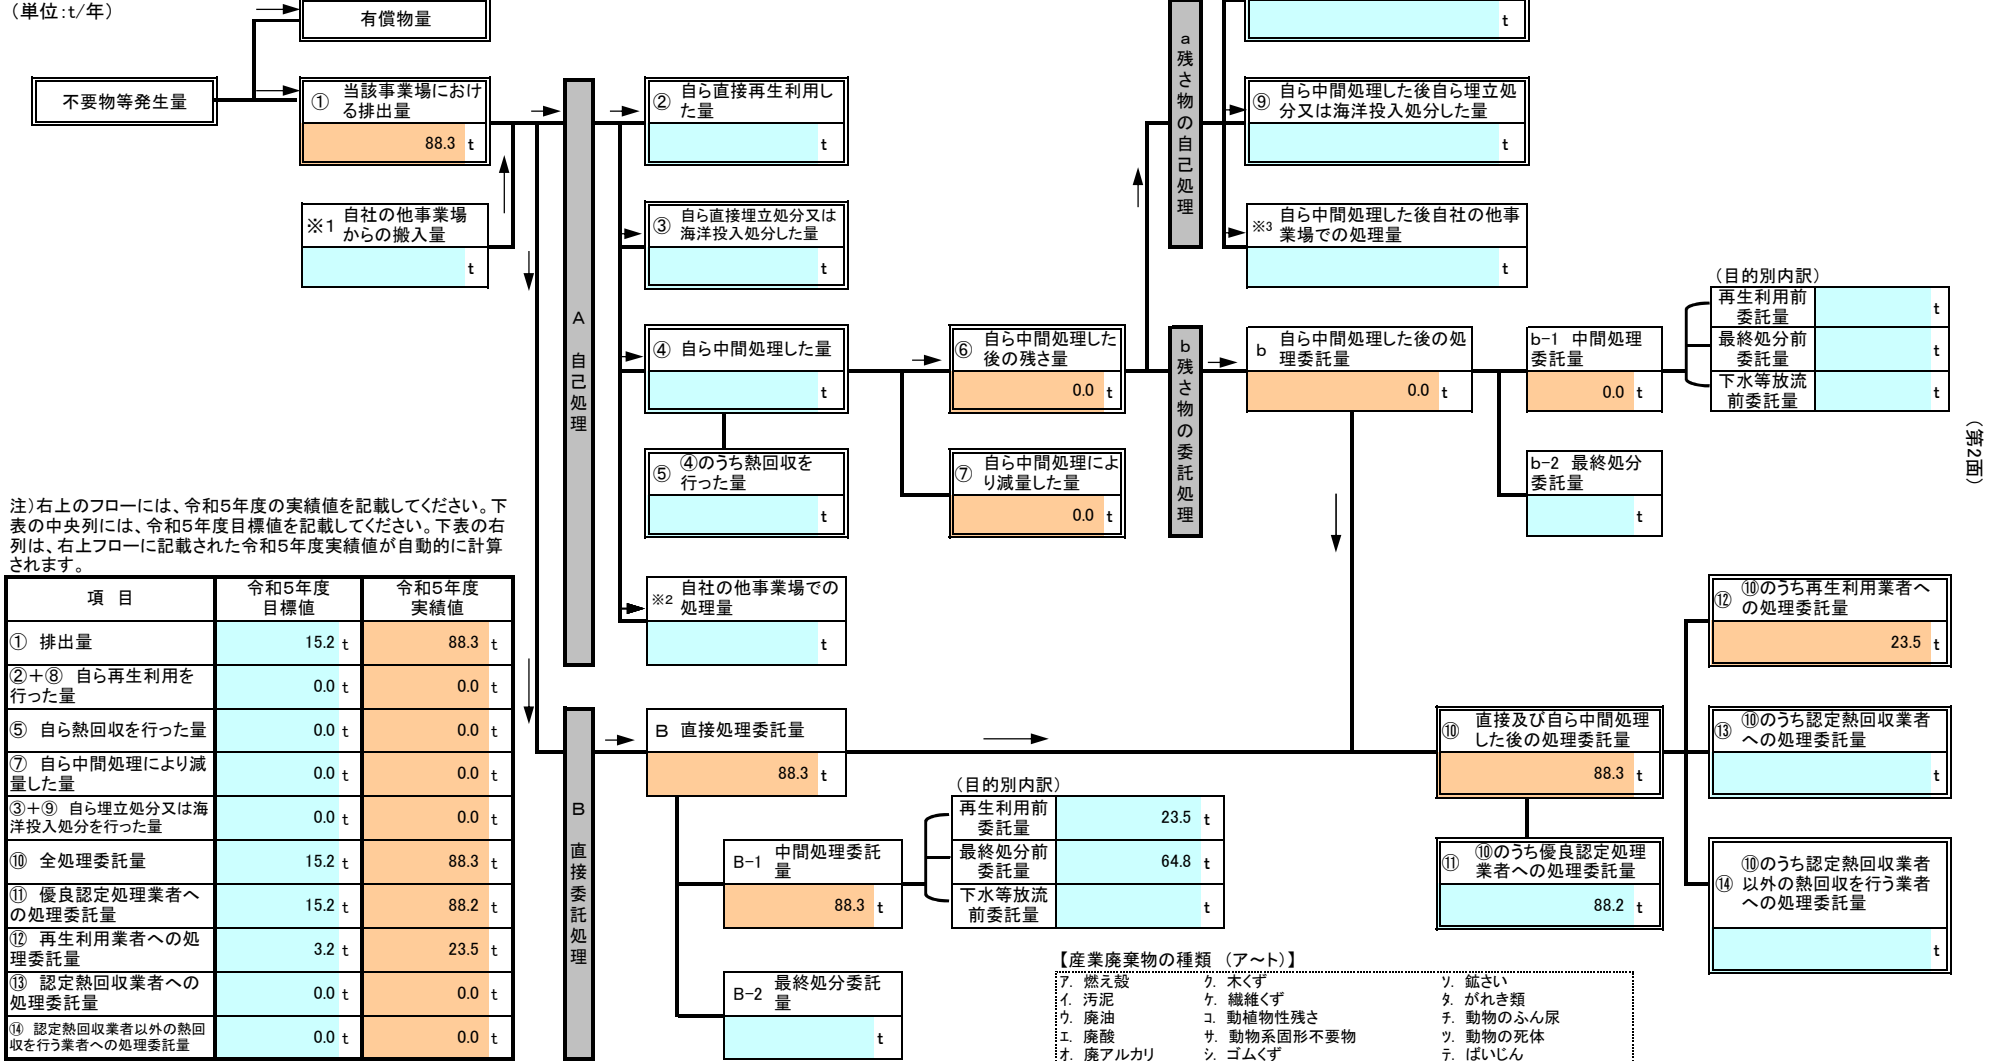 （単位：t/年）
有償物量
不要物等発生量
① 当該事業場におけ
る排出量
88.3 t
※1 自社の他事業場
からの搬入量
t
A 自己処理
② 自ら直接再生利用し
た量
t
③ 自ら直接埋立処分又は
海洋投入処分した量
t
④ 自ら中間処理した量
t
⑤ ④のうち熱回収を
行った量
t
※2 自社の他事業場での
処理量
t
⑥ 自ら中間処理した
後の残さ量
0.0 t
⑦ 自ら中間処理によ
り減量した量
0.0 t
a 残さ物の自己処理
t
⑨ 自ら中間処理した後自ら埋立処
分又は海洋投入処分した量
t
※3 自ら中間処理した後自社の他事
業場での処理量
t
b 残さ物の委託処理
b 自ら中間処理した後の処
理委託量
0.0 t
b-1 中間処理
委託量
0.0 t
b-2 最終処分
委託量
t
（目的別内訳）
再生利用前
委託量
t
最終処分前
委託量
t
下水等放流
前委託量
t
（第2面）
注）右上のフローには、令和5年度の実績値を記載してください。下
表の中央列には、令和5年度目標値を記載してください。下表の右
列は、右上フローに記載された令和5年度実績値が自動的に計算
されます。
項 目
令和5年度
目標値
令和5年度
実績値
① 排出量
15.2 t
88.3 t
②＋⑧ 自ら再生利用を
行った量
0.0 t
0.0 t
⑤ 自ら熱回収を行った量
0.0 t
0.0 t
⑦ 自ら中間処理により減
量した量
0.0 t
0.0 t
③＋⑨ 自ら埋立処分又は海
洋投入処分を行った量
0.0 t
0.0 t
⑩ 全処理委託量
15.2 t
88.3 t
⑪ 優良認定処理業者へ
の処理委託量
15.2 t
88.2 t
⑫ 再生利用業者への処
理委託量
3.2 t
23.5 t
⑬ 認定熱回収業者への
処理委託量
0.0 t
0.0 t
⑭ 認定熱回収業者以外の熱回
収を行う業者への処理委託量
0.0 t
0.0 t
B 直接委託処理
B 直接処理委託量
88.3 t
B-1 中間処理委託
量
88.3 t
B-2 最終処分委託
量
t
（目的別内訳）
再生利用前
委託量
23.5 t
最終処分前
委託量
64.8 t
下水等放流
前委託量
t
⑩ 直接及び自ら中間処理
した後の処理委託量
88.3 t
⑪ ⑩のうち優良認定処理
業者への処理委託量
88.2 t
⑫ ⑩のうち再生利用業者へ
の処理委託量
23.5 t
⑬ ⑩のうち認定熱回収業者
への処理委託量
t
⑭ ⑩のうち認定熱回収業者
以外の熱回収を行う業者
への処理委託量
t
【産業廃棄物の種類 （ア～ト）】
ア. 燃え殻 ク. 木くず ソ. 鉱さい
イ. 汚泥 ケ. 繊維くず タ. がれき類
ウ. 廃油 コ. 動植物性残さ チ. 動物のふん尿
エ. 廃酸 サ. 動物系固形不要物 ツ. 動物の死体
オ. 廃アルカリ シ. ゴムくず テ. ばいじん